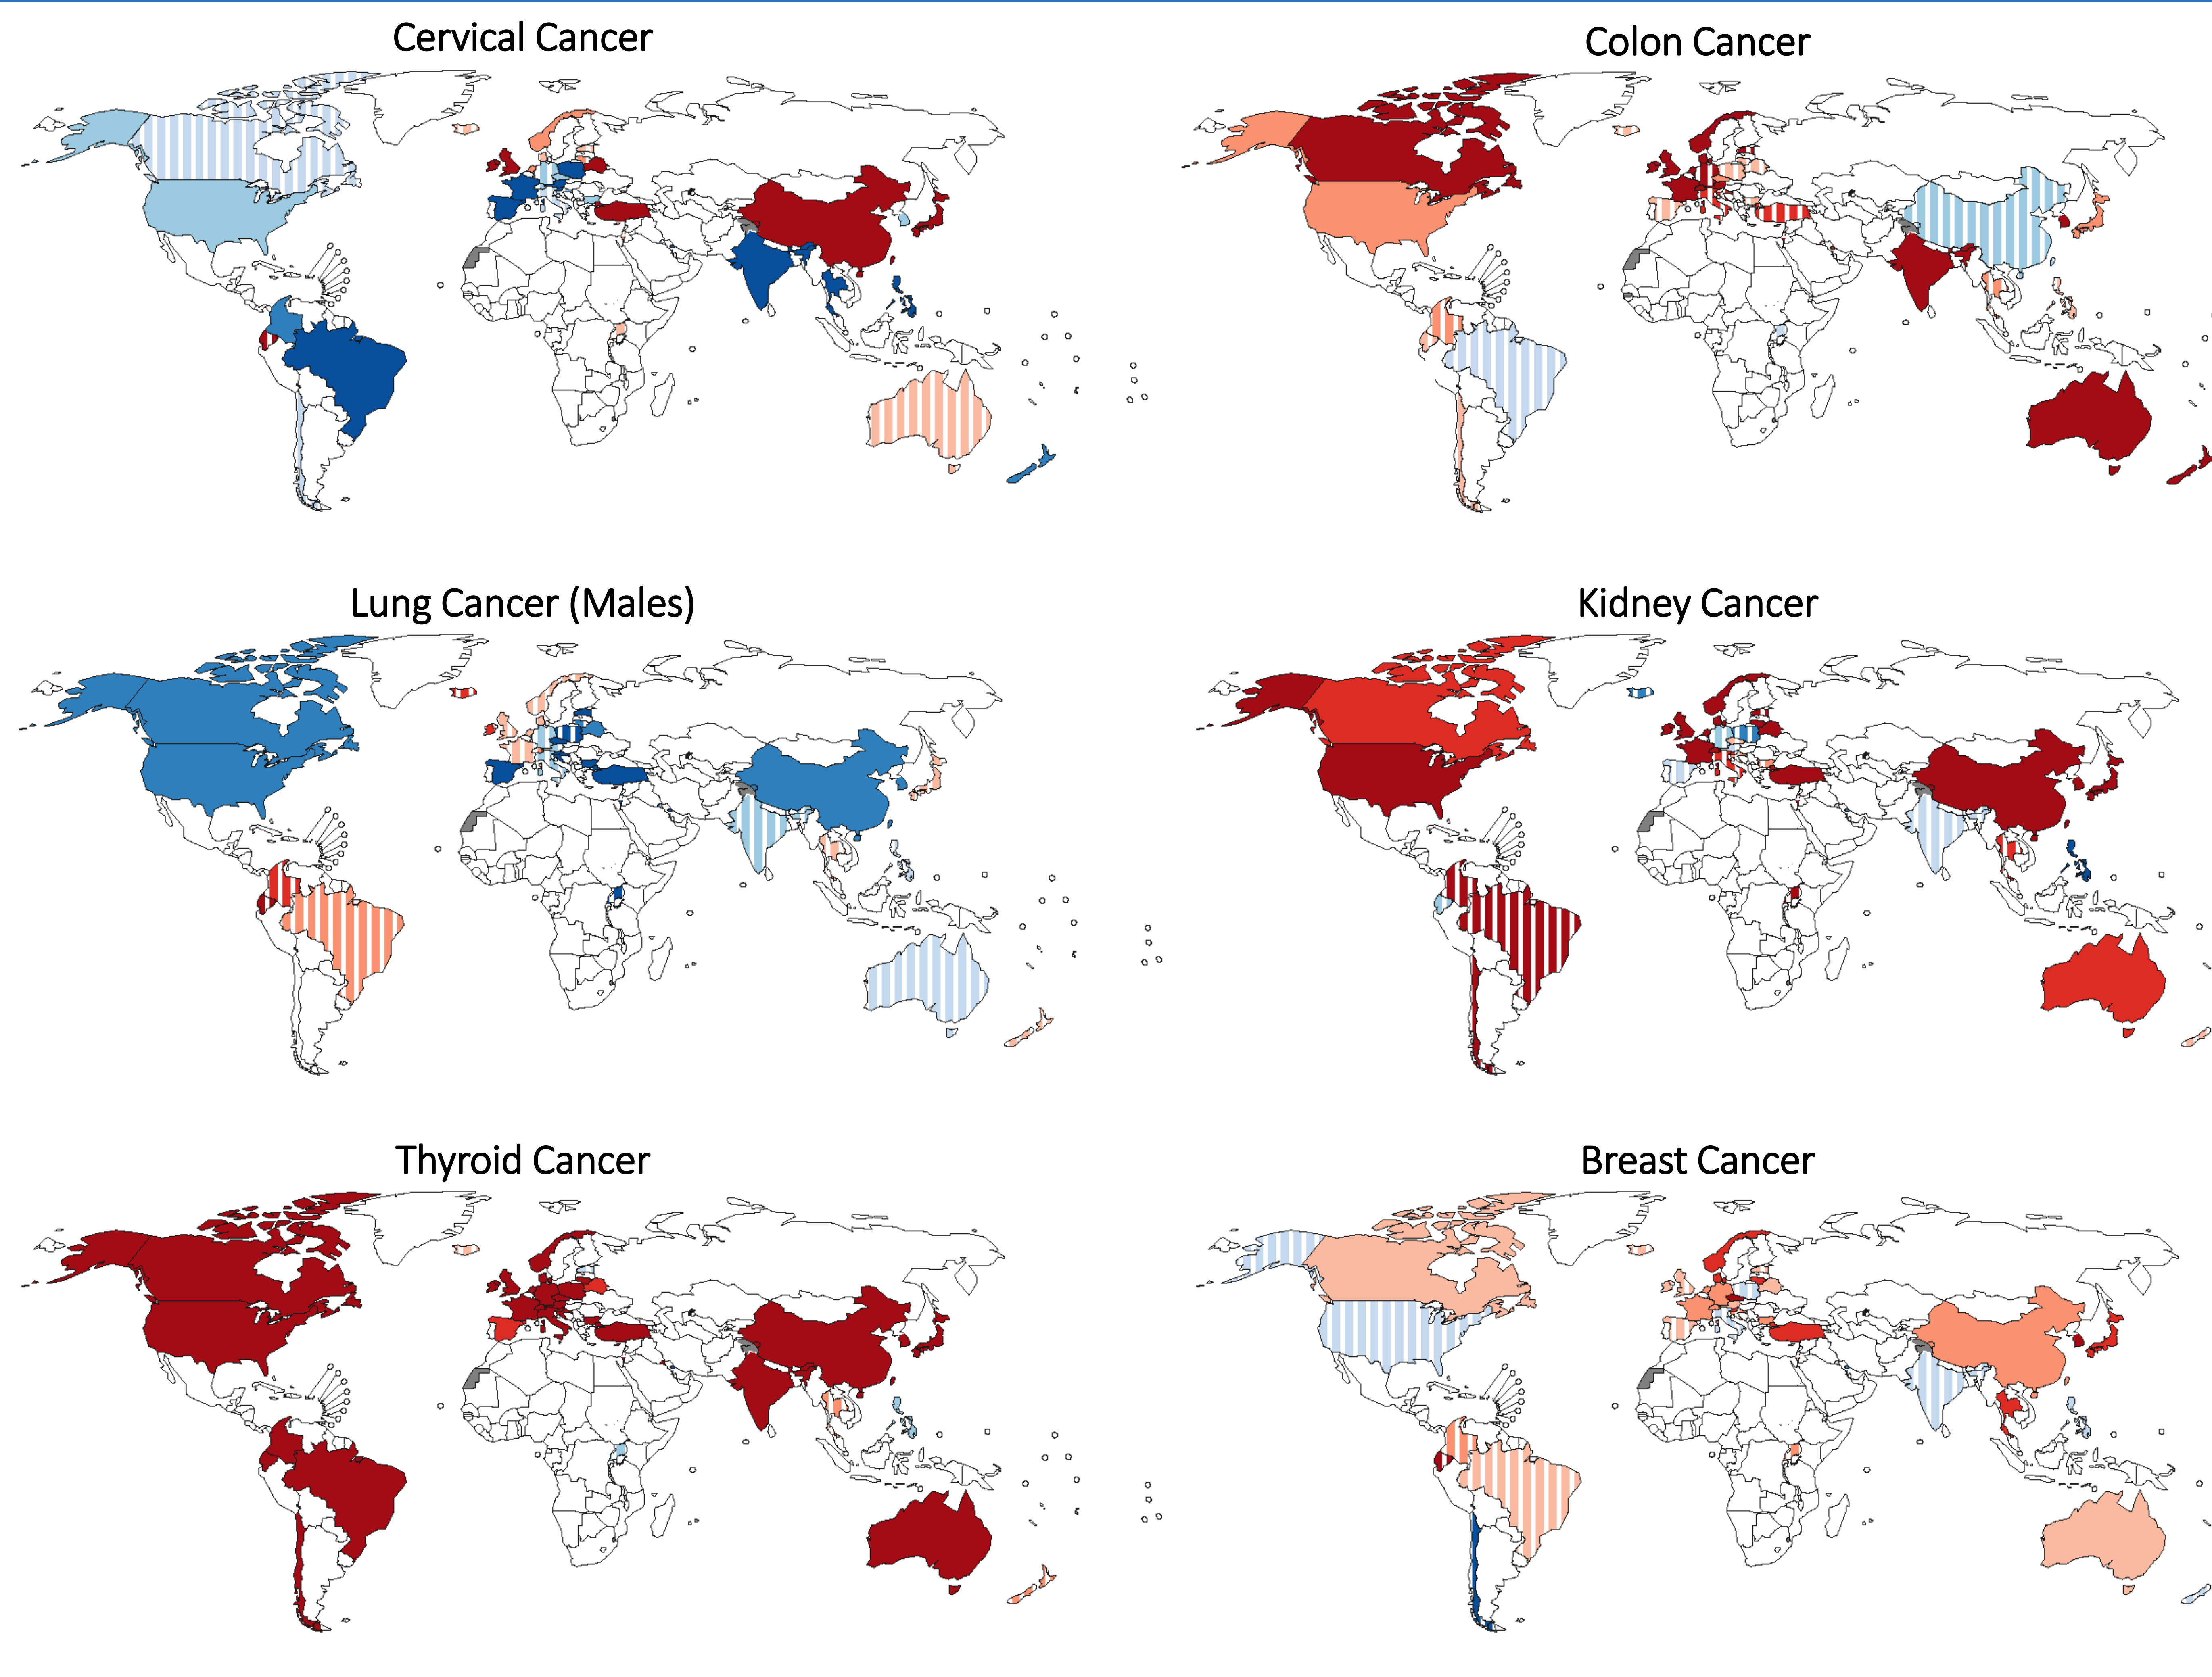 Cervical Cancer
Colon Cancer
Lung Cancer (Males)
Kidney Cancer
Thyroid Cancer
Breast Cancer